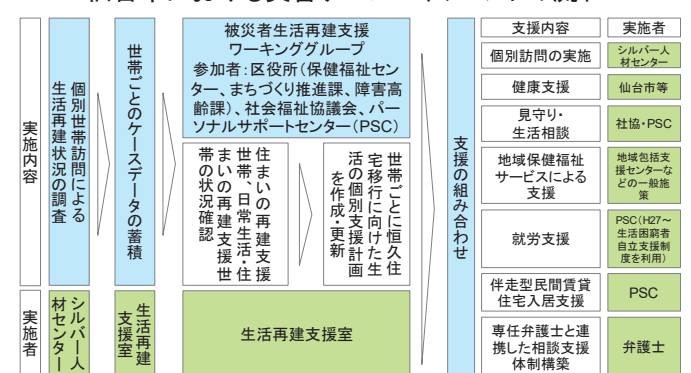 実施内容
個別世帯訪問による
生活再建状況の調査
世帯ごとのケースデータの蓄積
被災者生活再建支援
ワーキンググループ
参加者:区役所(保健福祉セン
ター、まちづくり推進課、障害高
齢課)、社会福祉協議会、パー
ソナルサポートセンター(PSC)
住まいの再建支援
世帯、日常生活・住
まいの再建支援世
帯の状況確認
世帯ごとに恒久住
宅移行に向けた生
活の個別支援計画
を作成・更新
支援の組み合わせ
支援内容
実施者
個別訪問の実施
シルバー人
材センター
健康支援
仙台市等
見守り・
生活相談
社協・PSC
地域保健福祉
サービスによる
支援
地域包括支
援センターな
どの一般施
策
就労支援
PSC(H27～
生活困窮者
自立支援制
度を利用)
伴走型民間賃貸
住宅入居支援
PSC
専任弁護士と連
携した相談支援
体制構築
弁護士
実施者
シルバー人
材センター
生活再建
支援室
生活再建支援室